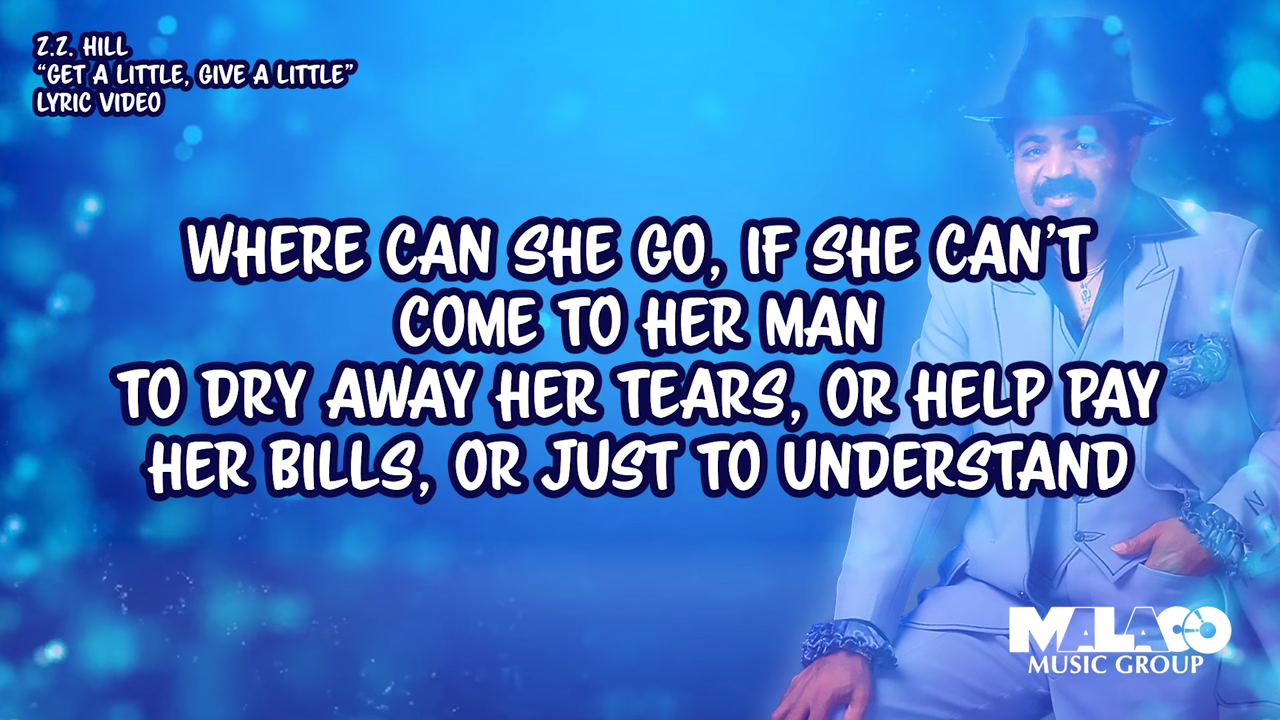 Z.Z. HILL
“GET A LITTLE, GIVE A LITTLE”
LYRIC VIDEO
WHERE CAN SHE GO, IF SHE CAN’T
COME TO HER MAN
TO DRY AWAY HER TEARS, OR HELP PAY
HER BILLS, OR JUST TO UNDERSTAND
MALACO
MUSIC GROUP